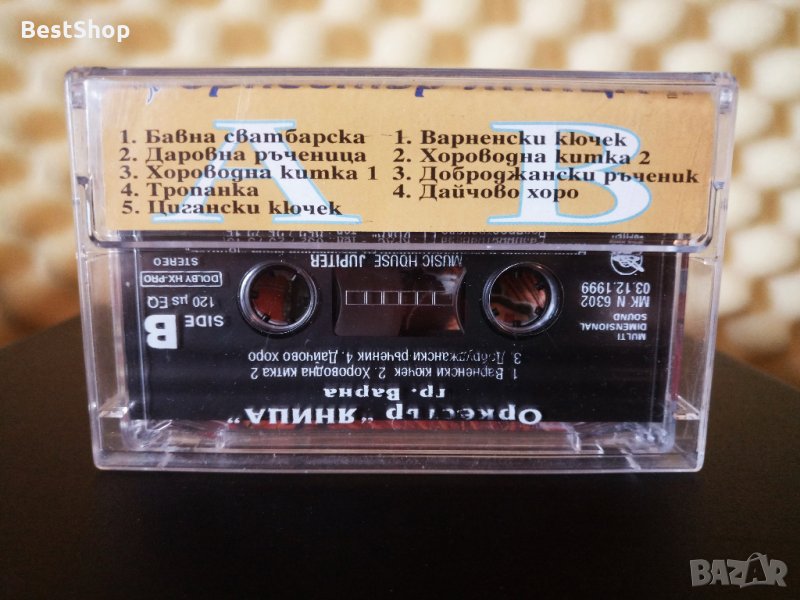 BestShop
A B
1. Бавна сватбарска
2. Даровна ръченица
3. Хороводна китка 1
4. Тропанка
5. Цигански кючек
1. Варненски кючек
2. Хороводна китка 2
3. Доброджански ръченик
4. Дайчово хоро
Оркестър "ЯНИЦА"
гр. Варна
1. Варненски кючек 2. Хороводна китка 2
3. Добруджански ръченик 4. Дайчово хоро
SIDE
B
120 µs EQ
DOLBY HX-PRO
STEREO
MULTI
DIMENSIONAL
SOUND
MK N 6302
03.12.1999
MUSIC HOUSE JUPITER
BAZAR